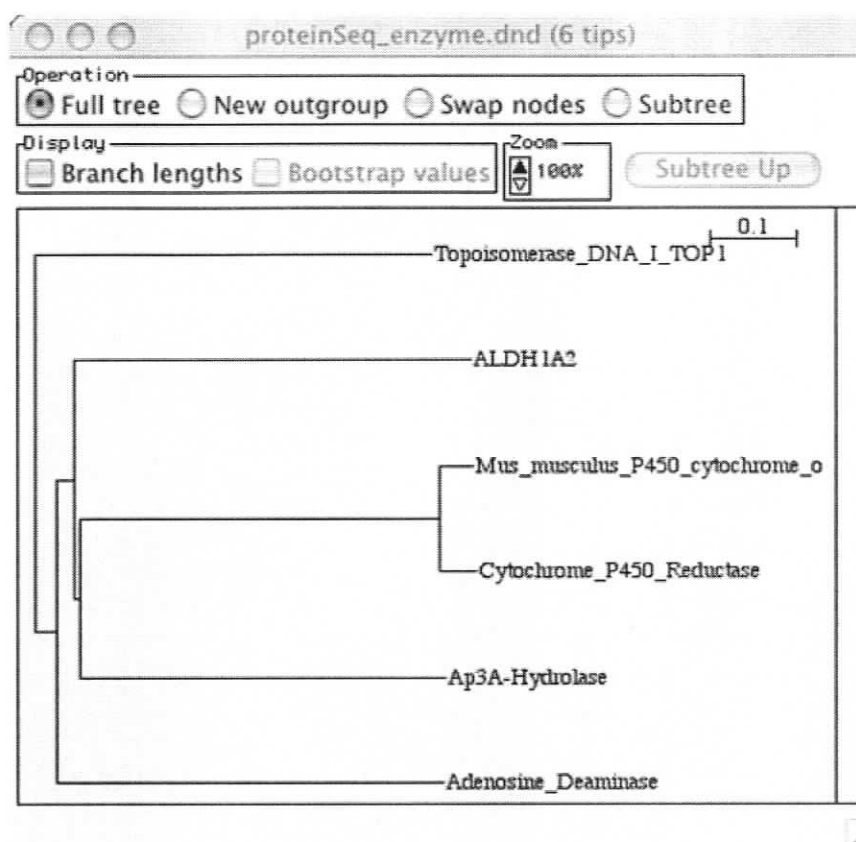 proteinSeq_enzyme.dnd (6 tips)
Operation
Full tree New outgroup Swap nodes Subtree
Display Zoom
Branch lengths Bootstrap values 100% Subtree Up
0.1
Topoisomerase_DNA_I_TOP1
ALDH1A2
Mus_musculus_P450_cytochrome_o
Cytochrome_P450_Reductase
Ap3A-Hydrolase
Adenosine_Deaminase